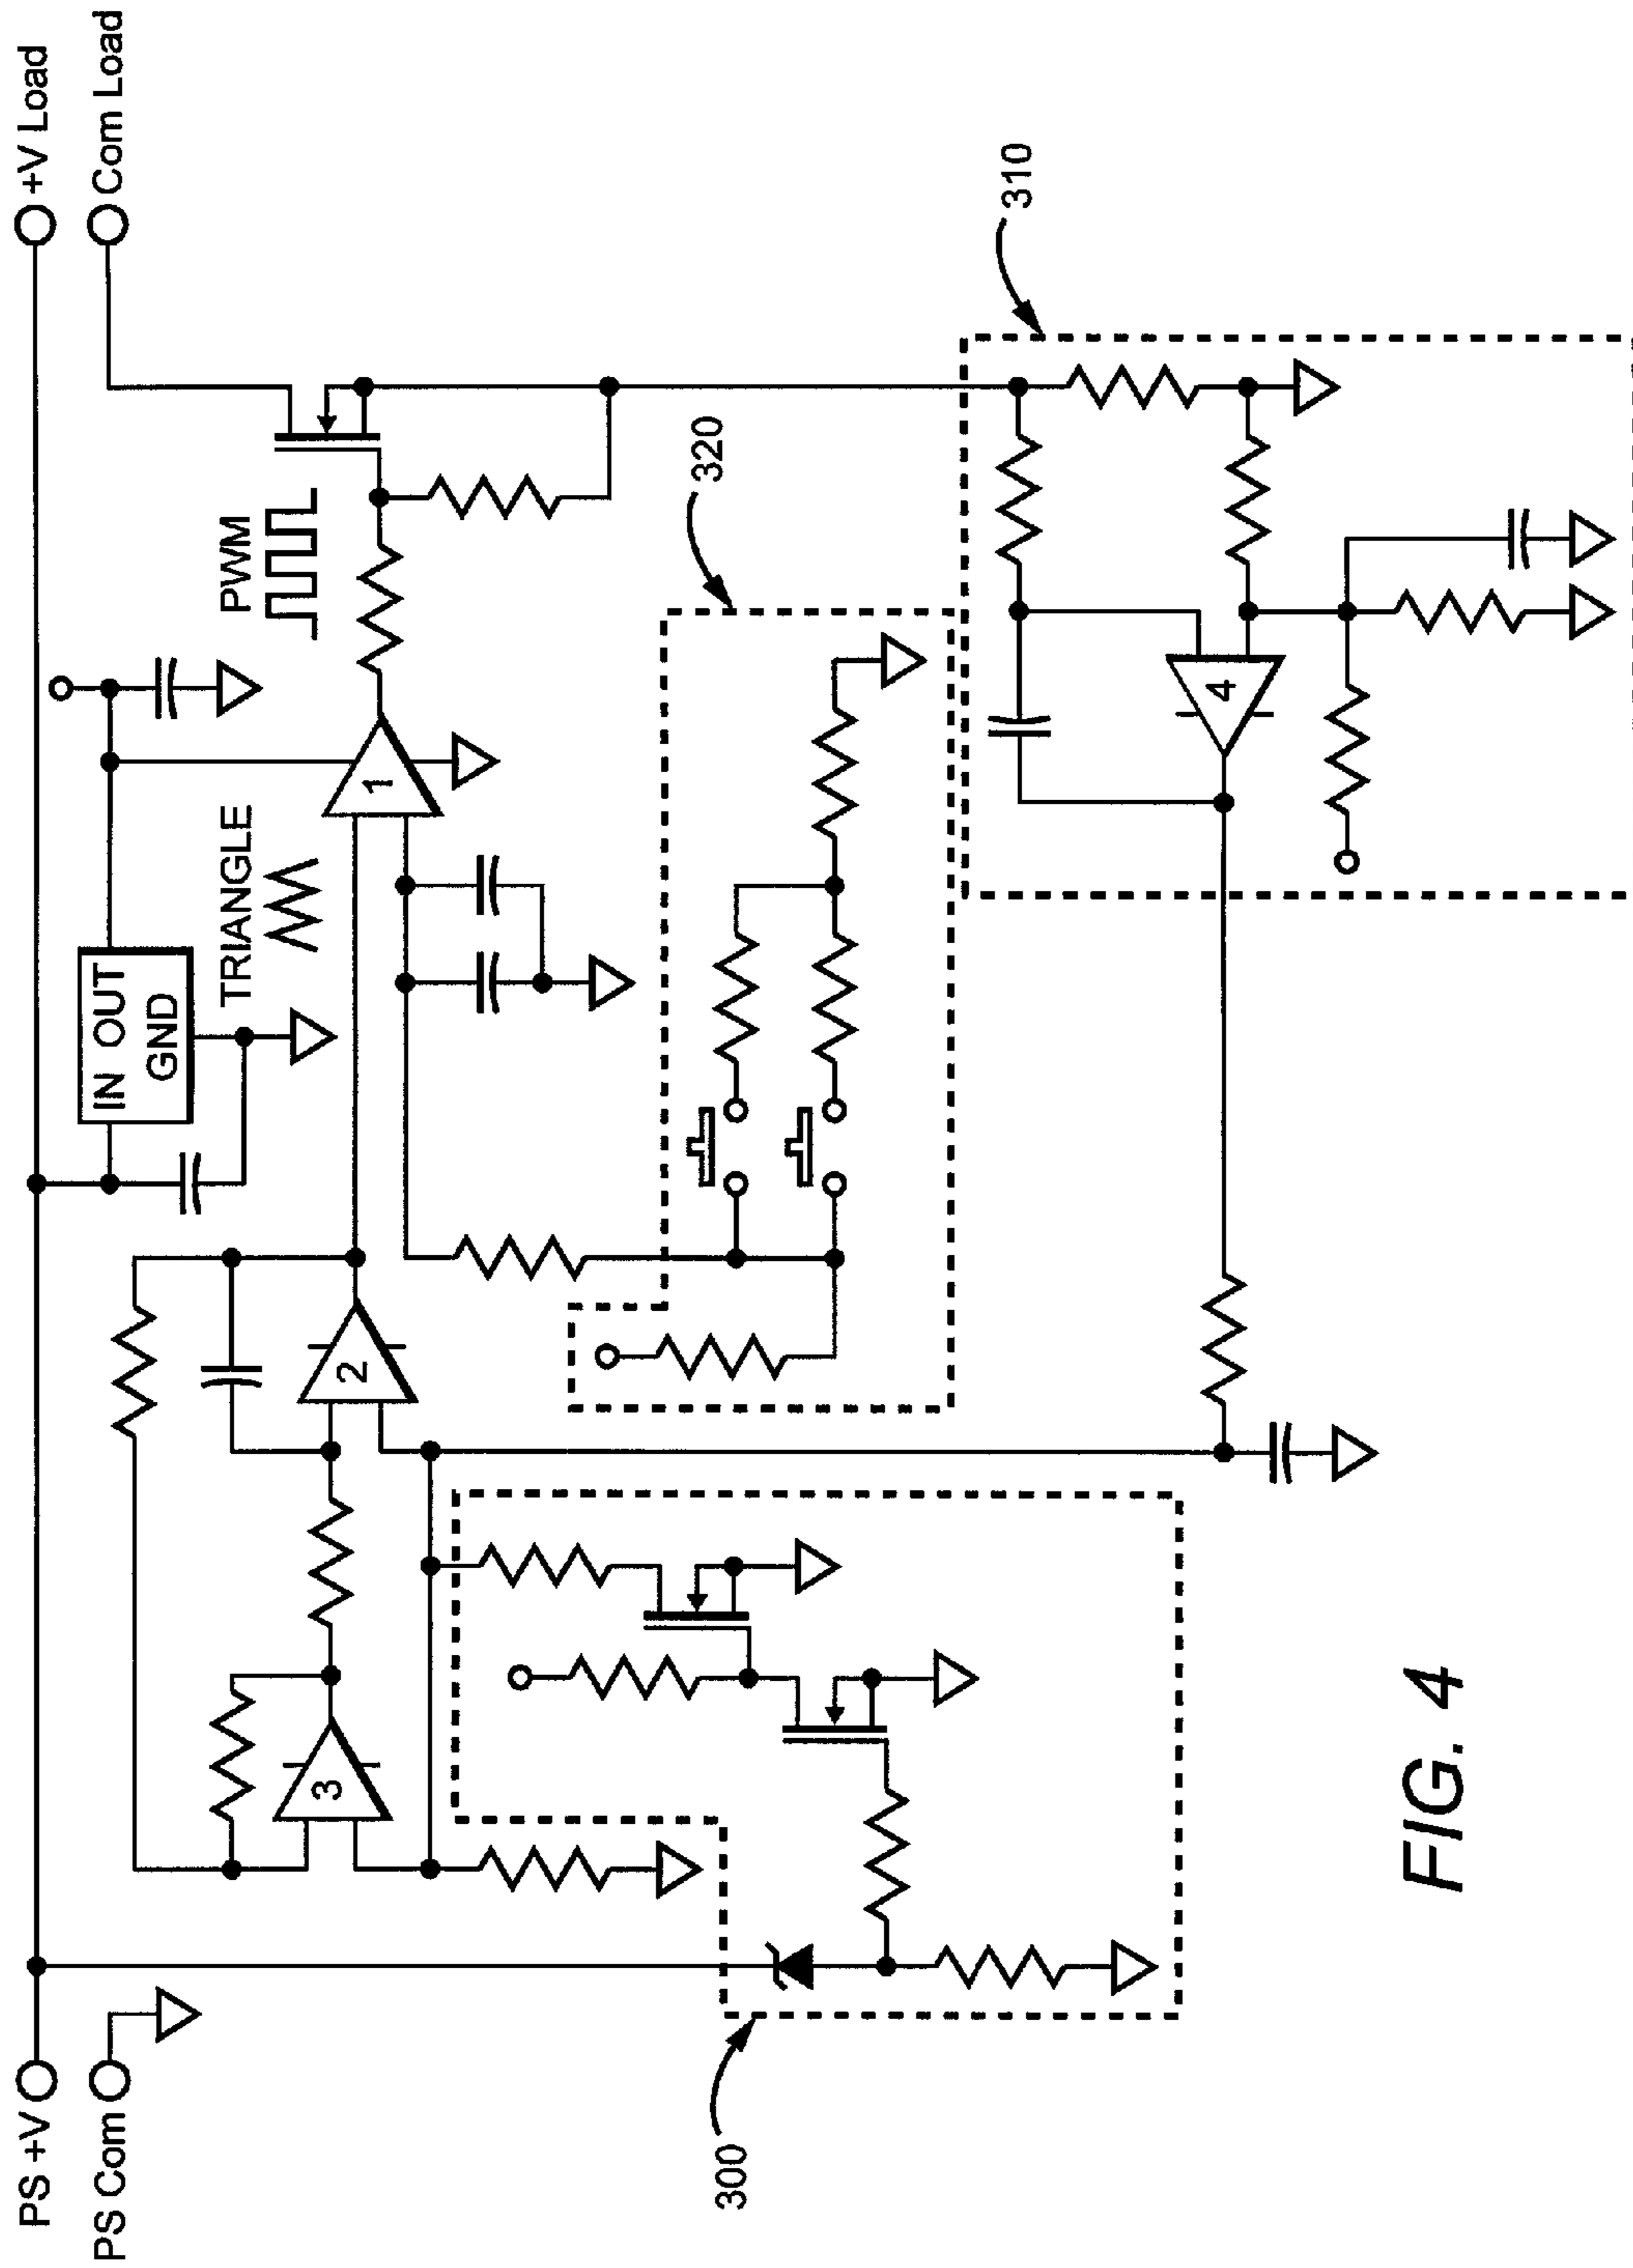 PS +V
PS Com
+V Load
Com Load
IN OUT
GND
TRIANGLE
PWM
1
2
3
4
300
310
320
FIG. 4